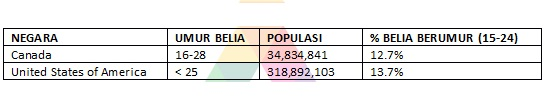 NEGARA UMUR BELIA POPULASI % BELIA BERUMUR (15-24)
Canada 16-28 34,834,841 12.7%
United States of America < 25 318,892,103 13.7%